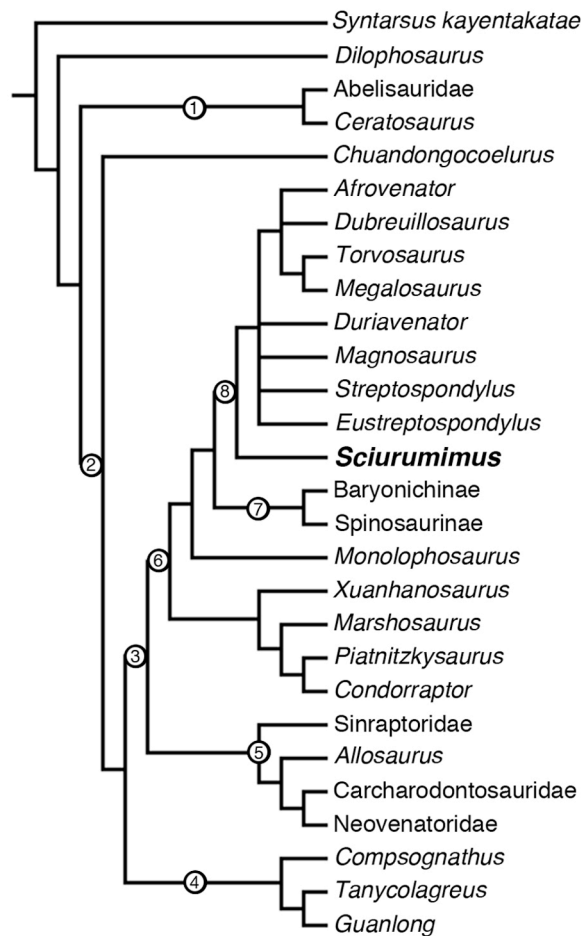 Syntarsus kayentakatae
Dilophosaurus
1
Abelisauridae
Ceratosaurus
Chuandongocoelurus
Afrovenator
Dubreuillosaurus
Torvosaurus
Megalosaurus
Duriavenator
Magnosaurus
8
Streptospondylus
Eustreptospondylus
2
Sciurumimus
Baryonichinae
7
Spinosaurinae
6
Monolophosaurus
Xuanhanosaurus
Marshosaurus
3
Piatnitzkysaurus
Condorraptor
Sinraptoridae
5
Allosaurus
Carcharodontosauridae
Neovenatoridae
Compsognathus
4
Tanycolagreus
Guanlong